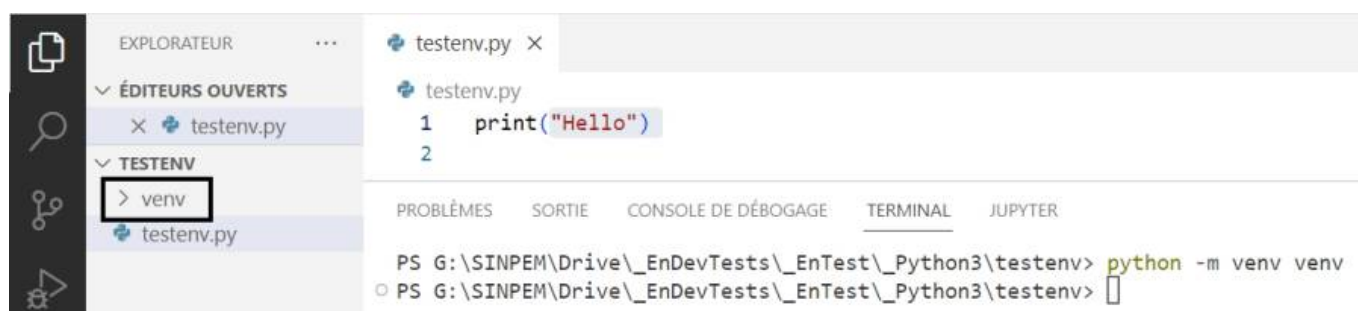 EXPLORATEUR ...
ÉDITEURS OUVERTS
testenv.py
TESTENV
venv
testenv.py
testenv.py
testenv.py
1 print("Hello")
2
PROBLÈMES SORTIE CONSOLE DE DÉBOGAGE TERMINAL JUPYTER
PS G:\SINPEM\Drive\_EnDevTests\_EnTest\_Python3\testenv> python -m venv venv
PS G:\SINPEM\Drive\_EnDevTests\_EnTest\_Python3\testenv>